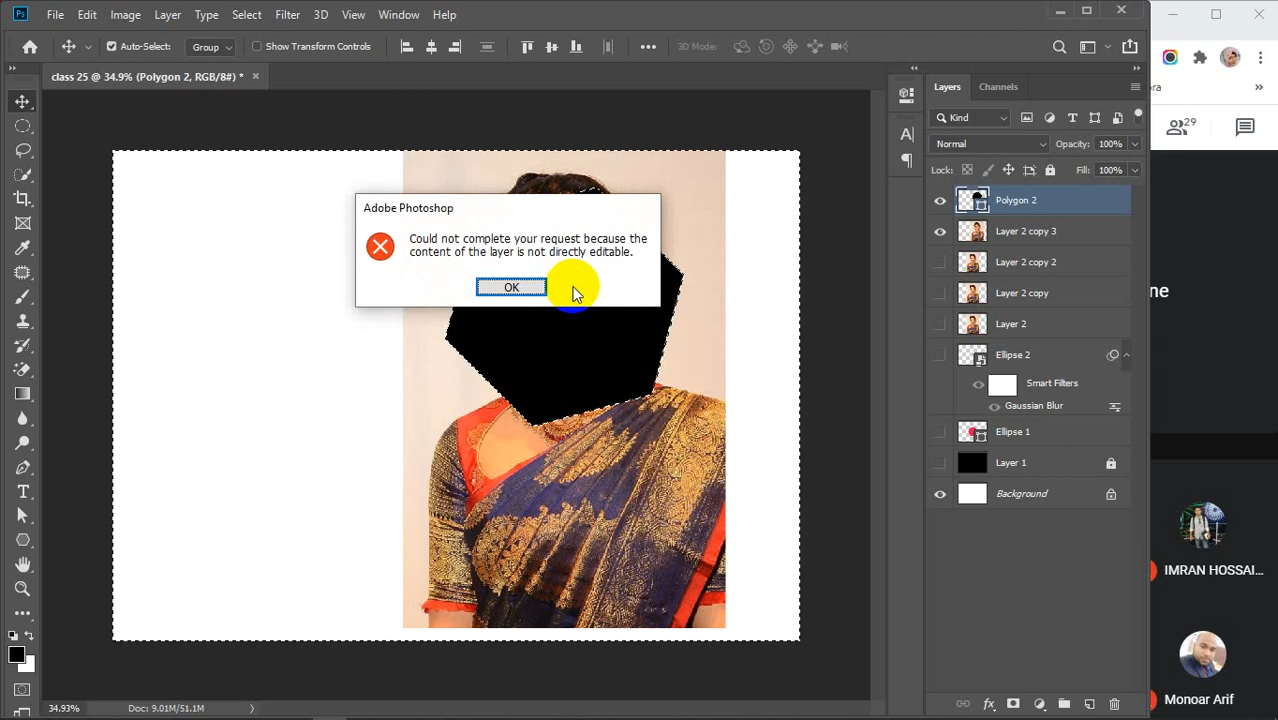 Ps File Edit Image Layer Type Select Filter 3D View Window Help
Auto-Select: Group Show Transform Controls 3D Mode:
class 25 @ 34.9% (Polygon 2, RGB/8#) *
Layers Channels
Kind
Normal Opacity: 100%
Lock: Fill: 100%
Polygon 2
Layer 2 copy 3
Layer 2 copy 2
Layer 2 copy
Layer 2
Ellipse 2
Smart Filters
Gaussian Blur
Ellipse 1
Layer 1
Background
Adobe Photoshop
Could not complete your request because the
content of the layer is not directly editable.
OK
34.93% Doc: 9.01M/51.1M
ora
29
ne
IMRAN HOSSAI...
Monoar Arif